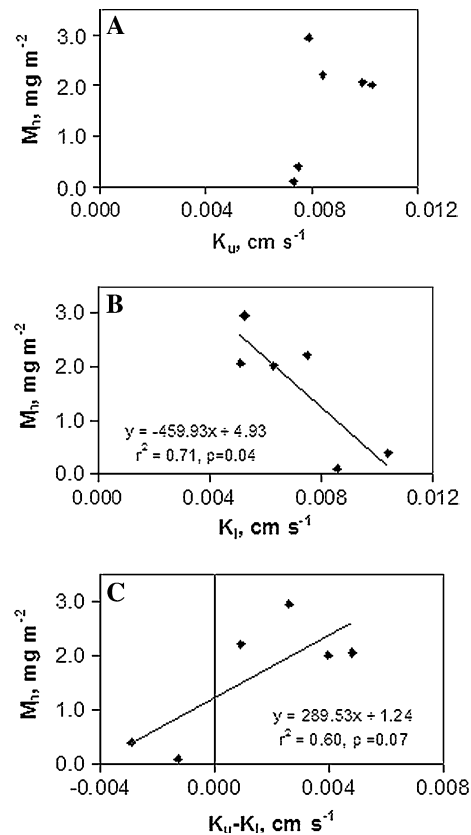 A
3.0
2.0
1.0
0.0
Mh, mg m-2
0.000 0.004 0.008 0.012
Ku, cm s-1
B
3.0
2.0
1.0
0.0
Mh, mg m-2
y = -459.93x + 4.93
r2 = 0.71, p=0.04
0.000 0.004 0.008 0.012
Kl, cm s-1
C
3.0
2.0
1.0
0.0
Mh, mg m-2
y = 289.53x + 1.24
r2 = 0.60, p =0.07
-0.004 0.000 0.004 0.008
Ku-Kl, cm s-1